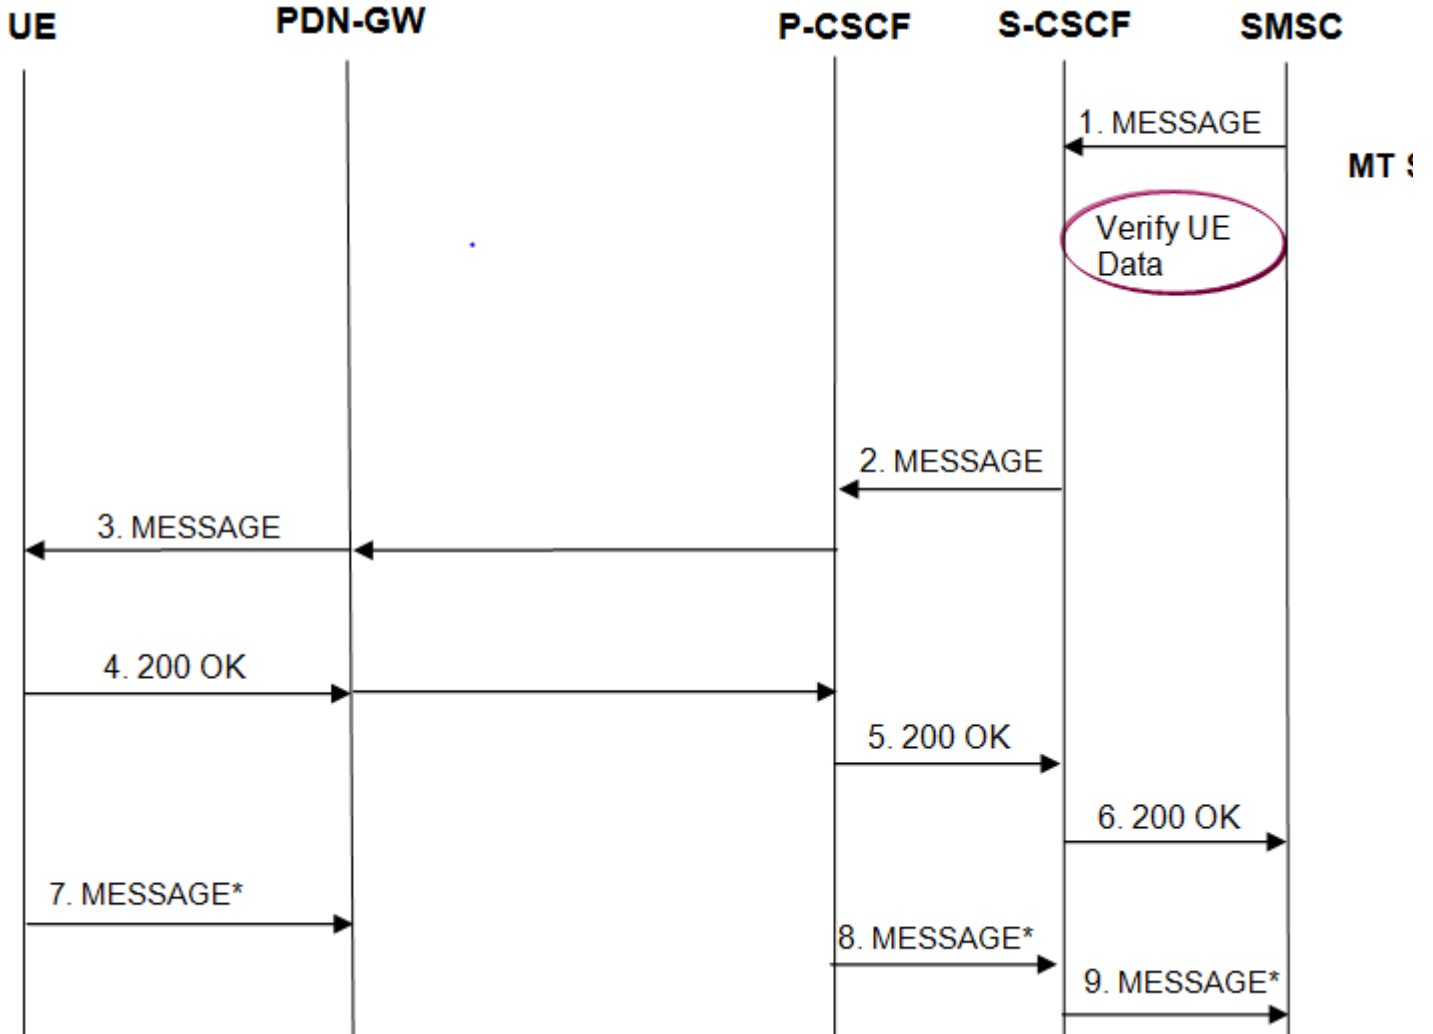 UE PDN-GW P-CSCF S-CSCF SMSC
1. MESSAGE
MT
Verify UE
Data
2. MESSAGE
3. MESSAGE
4. 200 OK
5. 200 OK
6. 200 OK
7. MESSAGE*
8. MESSAGE*
9. MESSAGE*